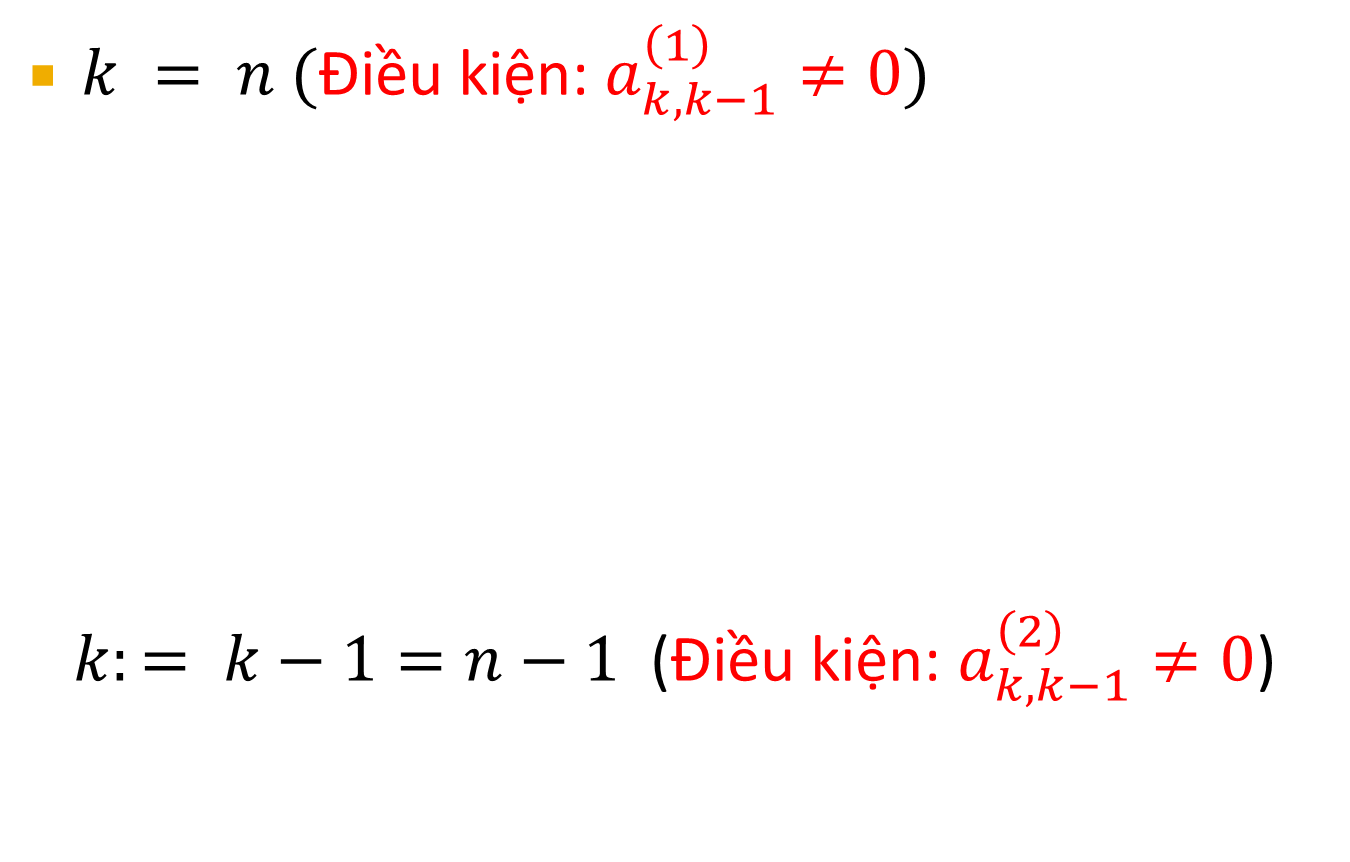 ▪ k = n (Điều kiện: a_{k,k−1}^{(1)} ≠ 0)
k: = k − 1 = n − 1 (Điều kiện: a_{k,k−1}^{(2)} ≠ 0)